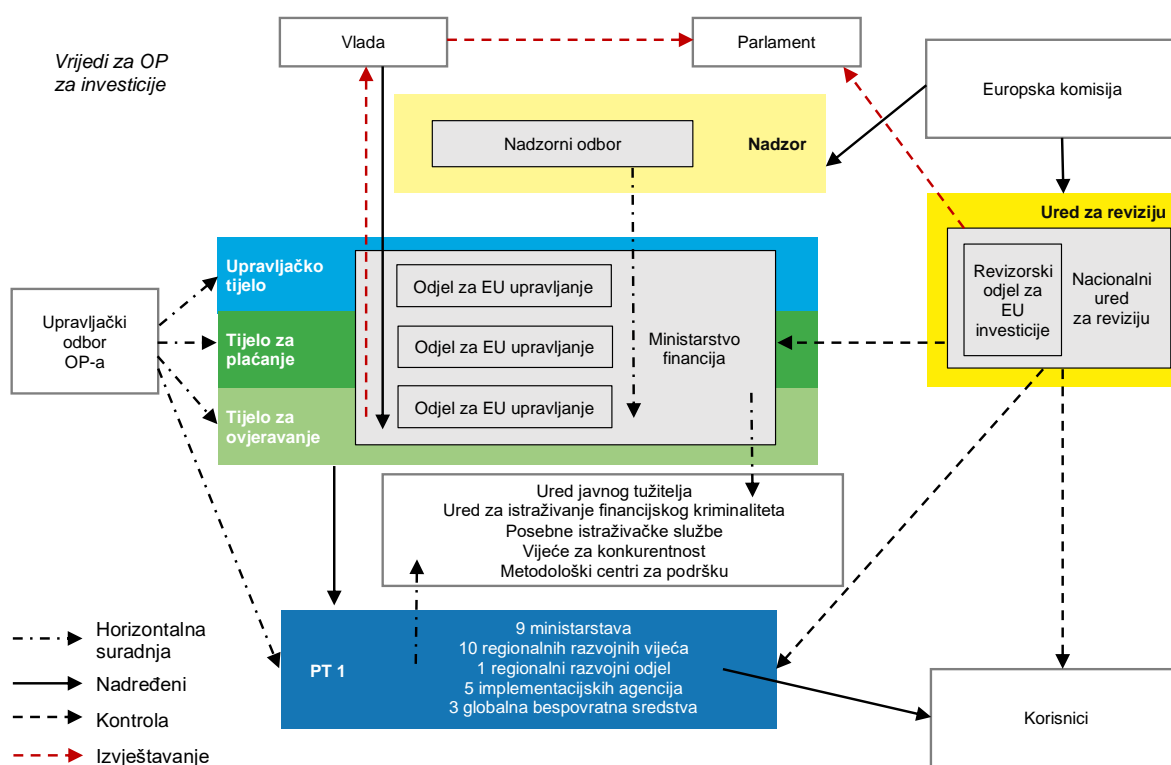 Vrijedi za OP
za investicije
Vlada
Parlament
Europska komisija
Nadzorni odbor
Nadzor
Ured za reviziju
Revizorski
odjel za
EU
investicije
Nacionalni
ured
za reviziju
Upravljački
odbor
OP-a
Upravljačko
tijelo
Tijelo za
plaćanje
Tijelo za
ovjeravanje
Odjel za EU upravljanje
Odjel za EU upravljanje
Odjel za EU upravljanje
Ministarstvo
financija
Ured javnog tužitelja
Ured za istraživanje financijskog kriminaliteta
Posebne istraživačke službe
Vijeće za konkurentnost
Metodološki centri za podršku
PT 1
9 ministarstava
10 regionalnih razvojnih vijeća
1 regionalni razvojni odjel
5 implementacijskih agencija
3 globalna bespovratna sredstva
Korisnici
Horizontalna
suradnja
Nadređeni
Kontrola
Izvještavanje